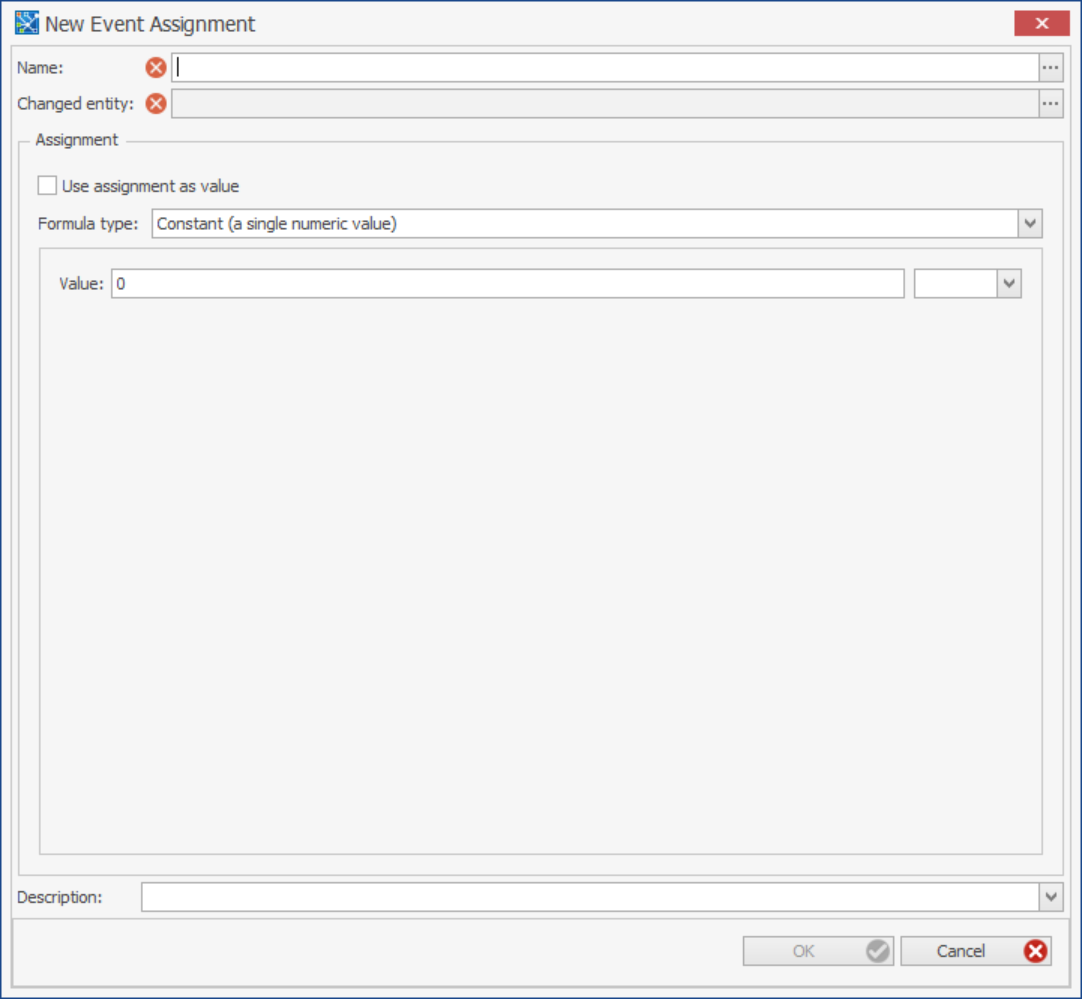 New Event Assignment
Name:
Changed entity:
Assignment
Use assignment as value
Formula type: Constant (a single numeric value)
Value: 0
Description:
OK Cancel